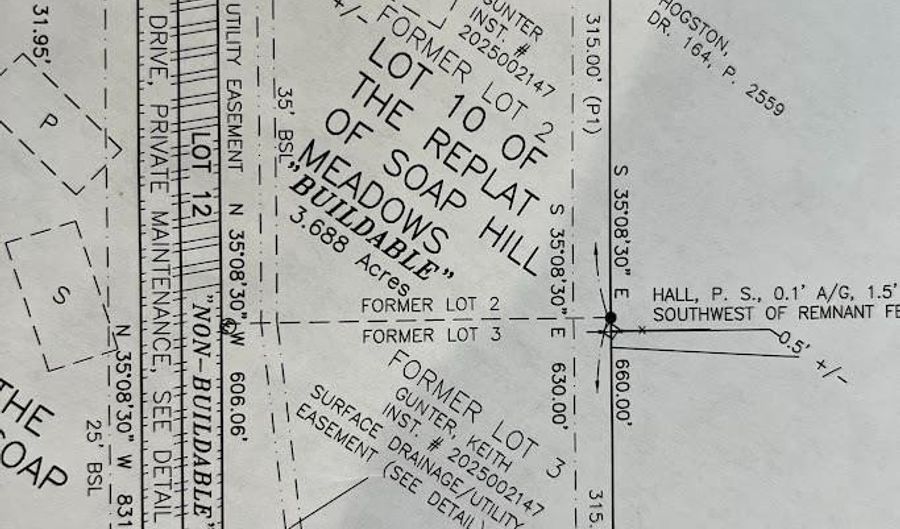 31.95'
P
S
THE
SOAP
25' BSL
N 35°08'30" W 831
DRIVE, PRIVATE MAINTENANCE, SEE DETAIL
LOT 12 "NON-BUILDABLE"
UTILITY EASEMENT N 35°08'30" W 606.06'
35' BSL
+/-
GUNTER
INST. #
2025002147
FORMER LOT 2
LOT 10 OF
THE REPLAT
OF SOAP HILL
MEADOWS
"BUILDABLE"
3.688 Acres
FORMER LOT 2
FORMER LOT 3
FORMER LOT 3
GUNTER, KEITH
INST. # 2025002147
SURFACE DRAINAGE/UTILITY
EASEMENT (SEE DETAIL)
S 35°08'30" E 630.00'
315.00' (P1)
315.
S 35°08'30" E 660.00'
HOGSTON,
DR. 164, P. 2559
HALL, P. S., 0.1' A/G, 1.5'
SOUTHWEST OF REMNANT FE
0.5' +/-